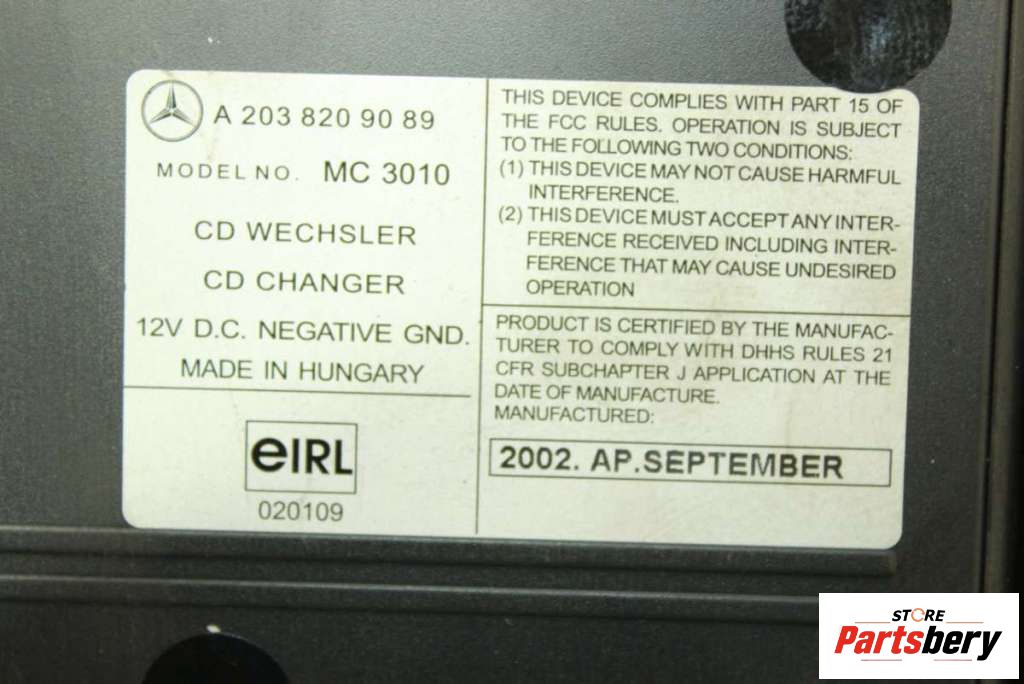 A 203 820 90 89
MODEL NO. MC 3010
CD WECHSLER
CD CHANGER
12V D.C. NEGATIVE GND.
MADE IN HUNGARY
eIRL
020109
THIS DEVICE COMPLIES WITH PART 15 OF
THE FCC RULES. OPERATION IS SUBJECT
TO THE FOLLOWING TWO CONDITIONS:
(1) THIS DEVICE MAY NOT CAUSE HARMFUL
INTERFERENCE.
(2) THIS DEVICE MUST ACCEPT ANY INTER-
FERENCE RECEIVED INCLUDING INTER-
FERENCE THAT MAY CAUSE UNDESIRED
OPERATION
PRODUCT IS CERTIFIED BY THE MANUFAC-
TURER TO COMPLY WITH DHHS RULES 21
CFR SUBCHAPTER J APPLICATION AT THE
DATE OF MANUFACTURE.
MANUFACTURED:
2002. AP.SEPTEMBER
STORE
Partsbery